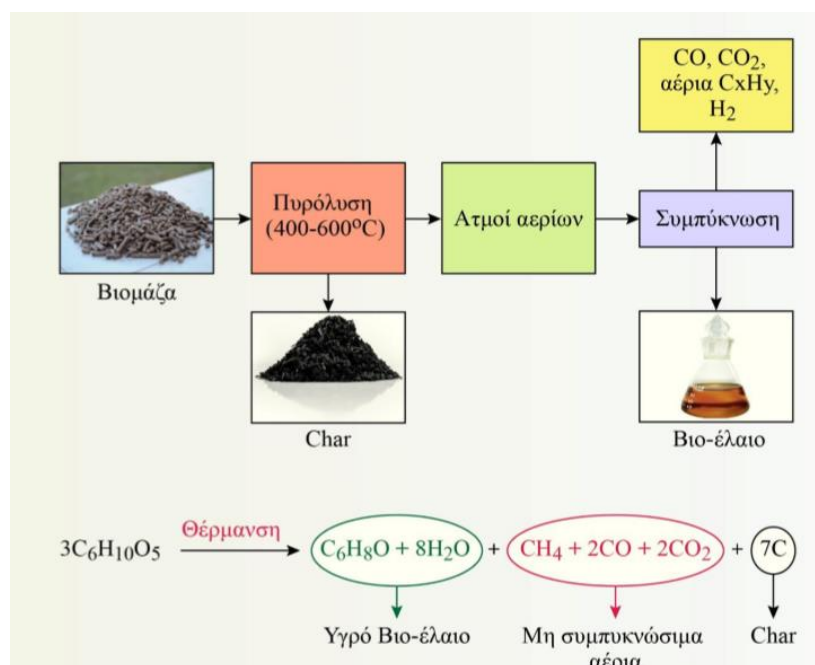 CO, CO2,
αέρια CxHy,
H2
Πυρόλυση
(400-600°C)
Ατμοί αερίων
Συμπύκνωση
Βιομάζα
Char
Βιο-έλαιο
3C6H10O5 Θέρμανση C6H8O + 8H2O + CH4 + 2CO + 2CO2 + 7C
Υγρό Βιο-έλαιο Μη συμπυκνώσιμα Char
αέρια